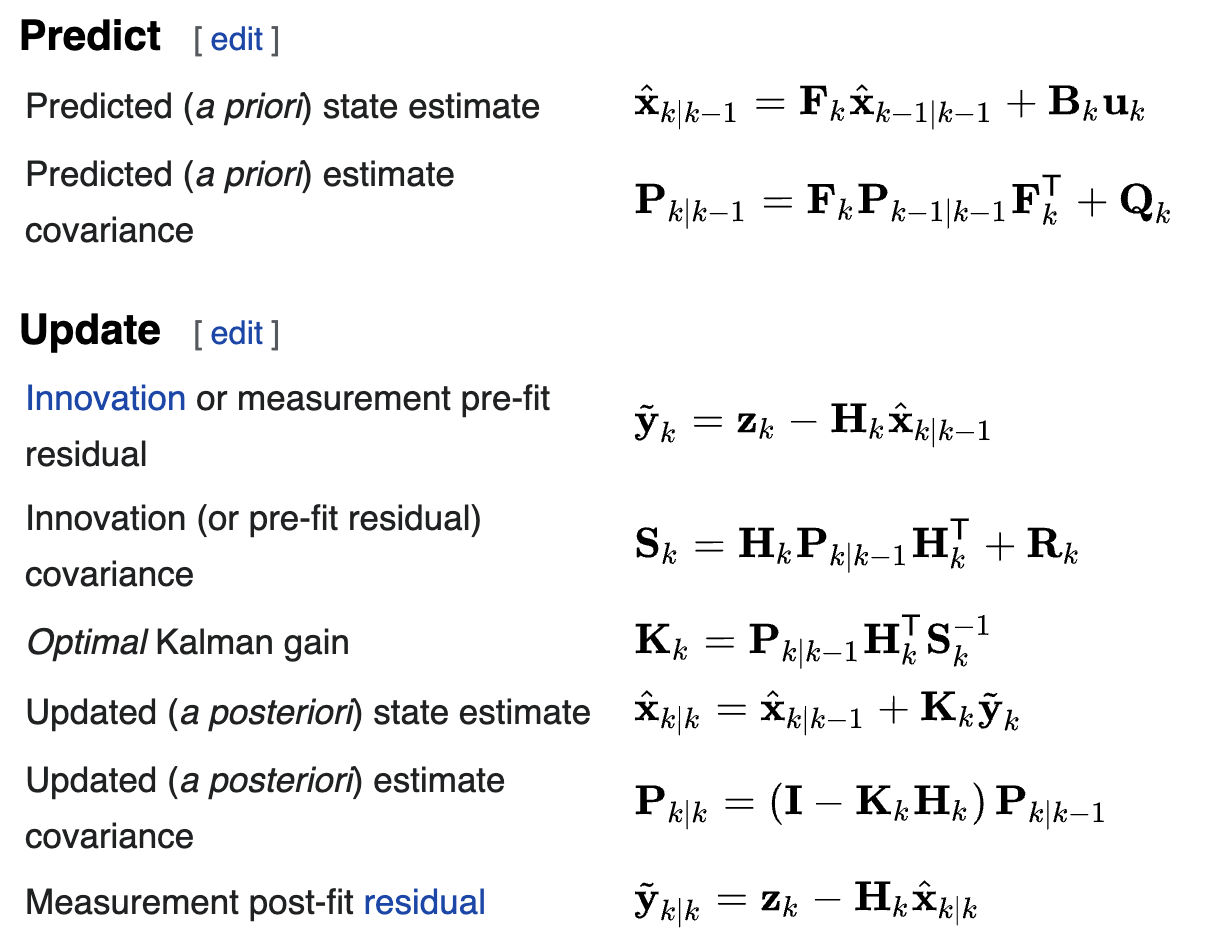 Predict [ edit ]
Predicted (a priori) state estimate x̂ₖ|ₖ₋₁ = Fₖx̂ₖ₋₁|ₖ₋₁ + Bₖuₖ
Predicted (a priori) estimate
covariance Pₖ|ₖ₋₁ = FₖPₖ₋₁|ₖ₋₁Fₖᵀ + Qₖ
Update [ edit ]
Innovation or measurement pre-fit
residual ỹₖ = zₖ − Hₖx̂ₖ|ₖ₋₁
Innovation (or pre-fit residual)
covariance Sₖ = HₖPₖ|ₖ₋₁Hₖᵀ + Rₖ
Optimal Kalman gain Kₖ = Pₖ|ₖ₋₁HₖᵀSₖ⁻¹
Updated (a posteriori) state estimate x̂ₖ|ₖ = x̂ₖ|ₖ₋₁ + Kₖỹₖ
Updated (a posteriori) estimate
covariance Pₖ|ₖ = (I − KₖHₖ) Pₖ|ₖ₋₁
Measurement post-fit residual ỹₖ|ₖ = zₖ − Hₖx̂ₖ|ₖ